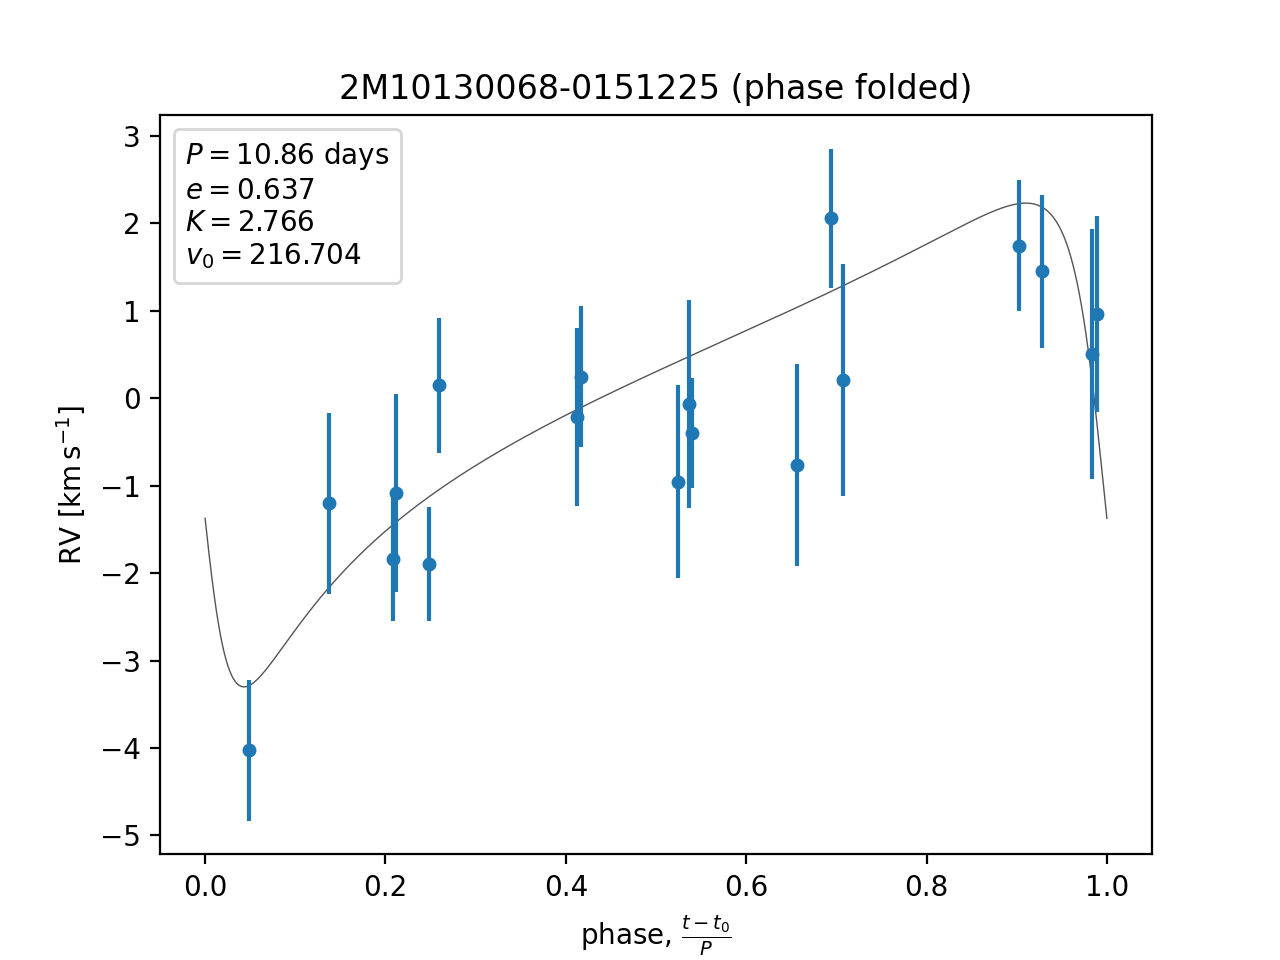 2M10130068-0151225 (phase folded)
P = 10.86 days
e = 0.637
K = 2.766
v₀ = 216.704
3
2
1
0
−1
−2
−3
−4
−5
RV [km s⁻¹]
0.0 0.2 0.4 0.6 0.8 1.0
phase, (t − t₀)/P